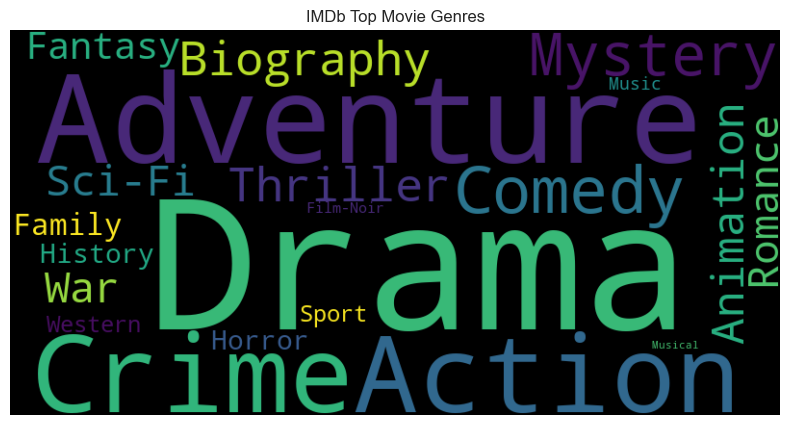 IMDb Top Movie Genres
Fantasy
Biography
Mystery
Music
Adventure
Sci-Fi
Thriller
Comedy
Animation
Romance
Film-Noir
Family
History
Drama
War
Sport
Western
Horror
Musical
Crime
Action